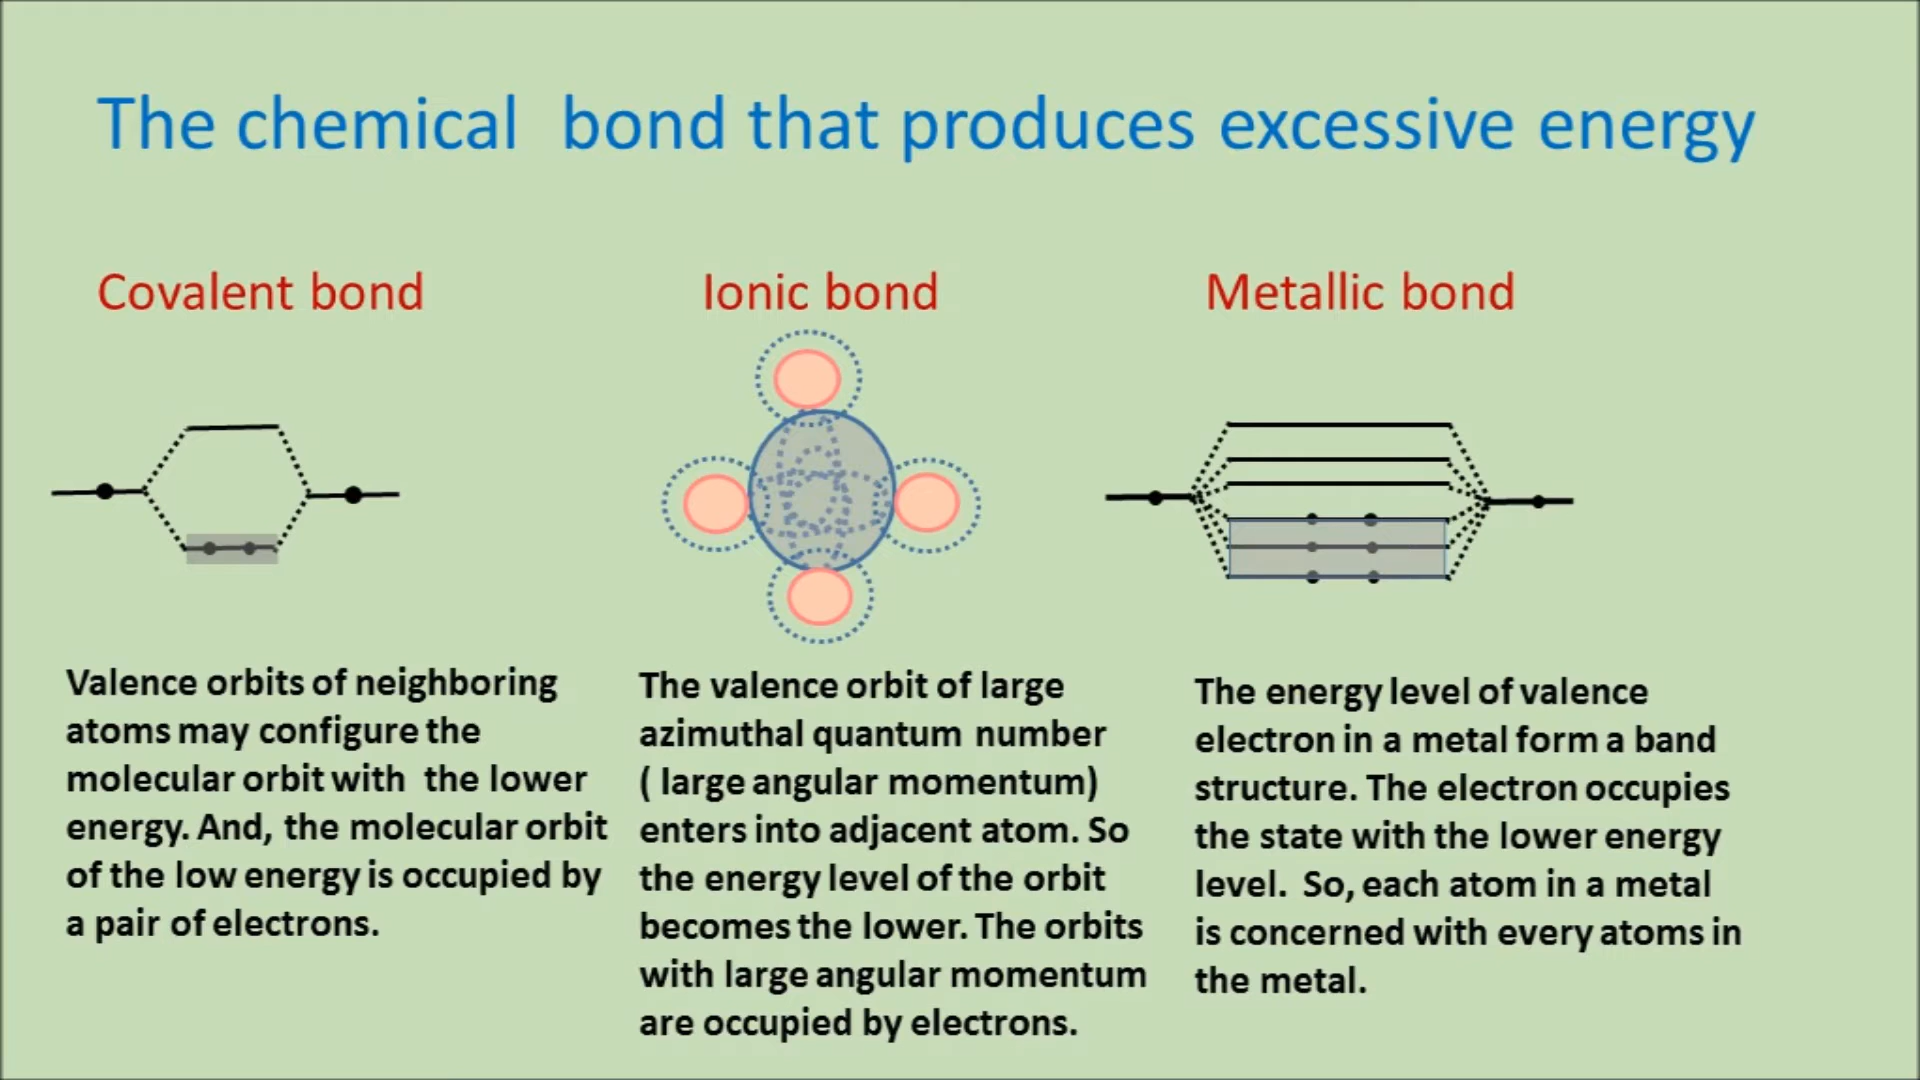 The chemical  bond that produces excessive energy
Covalent bond
Valence orbits of neighboring
atoms may configure the
molecular orbit with  the lower
energy. And, the molecular orbit
of the low energy is occupied by
a pair of electrons.
Ionic bond
The valence orbit of large
azimuthal quantum number
( large angular momentum)
enters into adjacent atom. So
the energy level of the orbit
becomes the lower. The orbits
with large angular momentum
are occupied by electrons.
Metallic bond
The energy level of valence
electron in a metal form a band
structure. The electron occupies
the state with the lower energy
level.  So, each atom in a metal
is concerned with every atoms in
the metal.